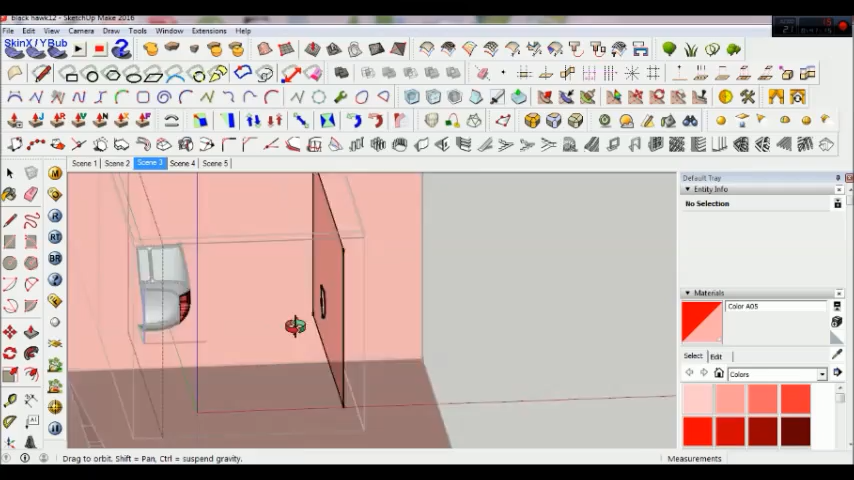 black hawk12 - SketchUp Make 2016
File Edit View Camera Draw Tools Window Extensions Help
SkinX/YBub
Scene 1 Scene 2 Scene 3 Scene 4 Scene 5
Default Tray
Entity Info
No Selection
Materials
Color A05
Select Edit
Colors
M
R
RT
BR
Drag to orbit. Shift = Pan, Ctrl = suspend gravity.
Measurements